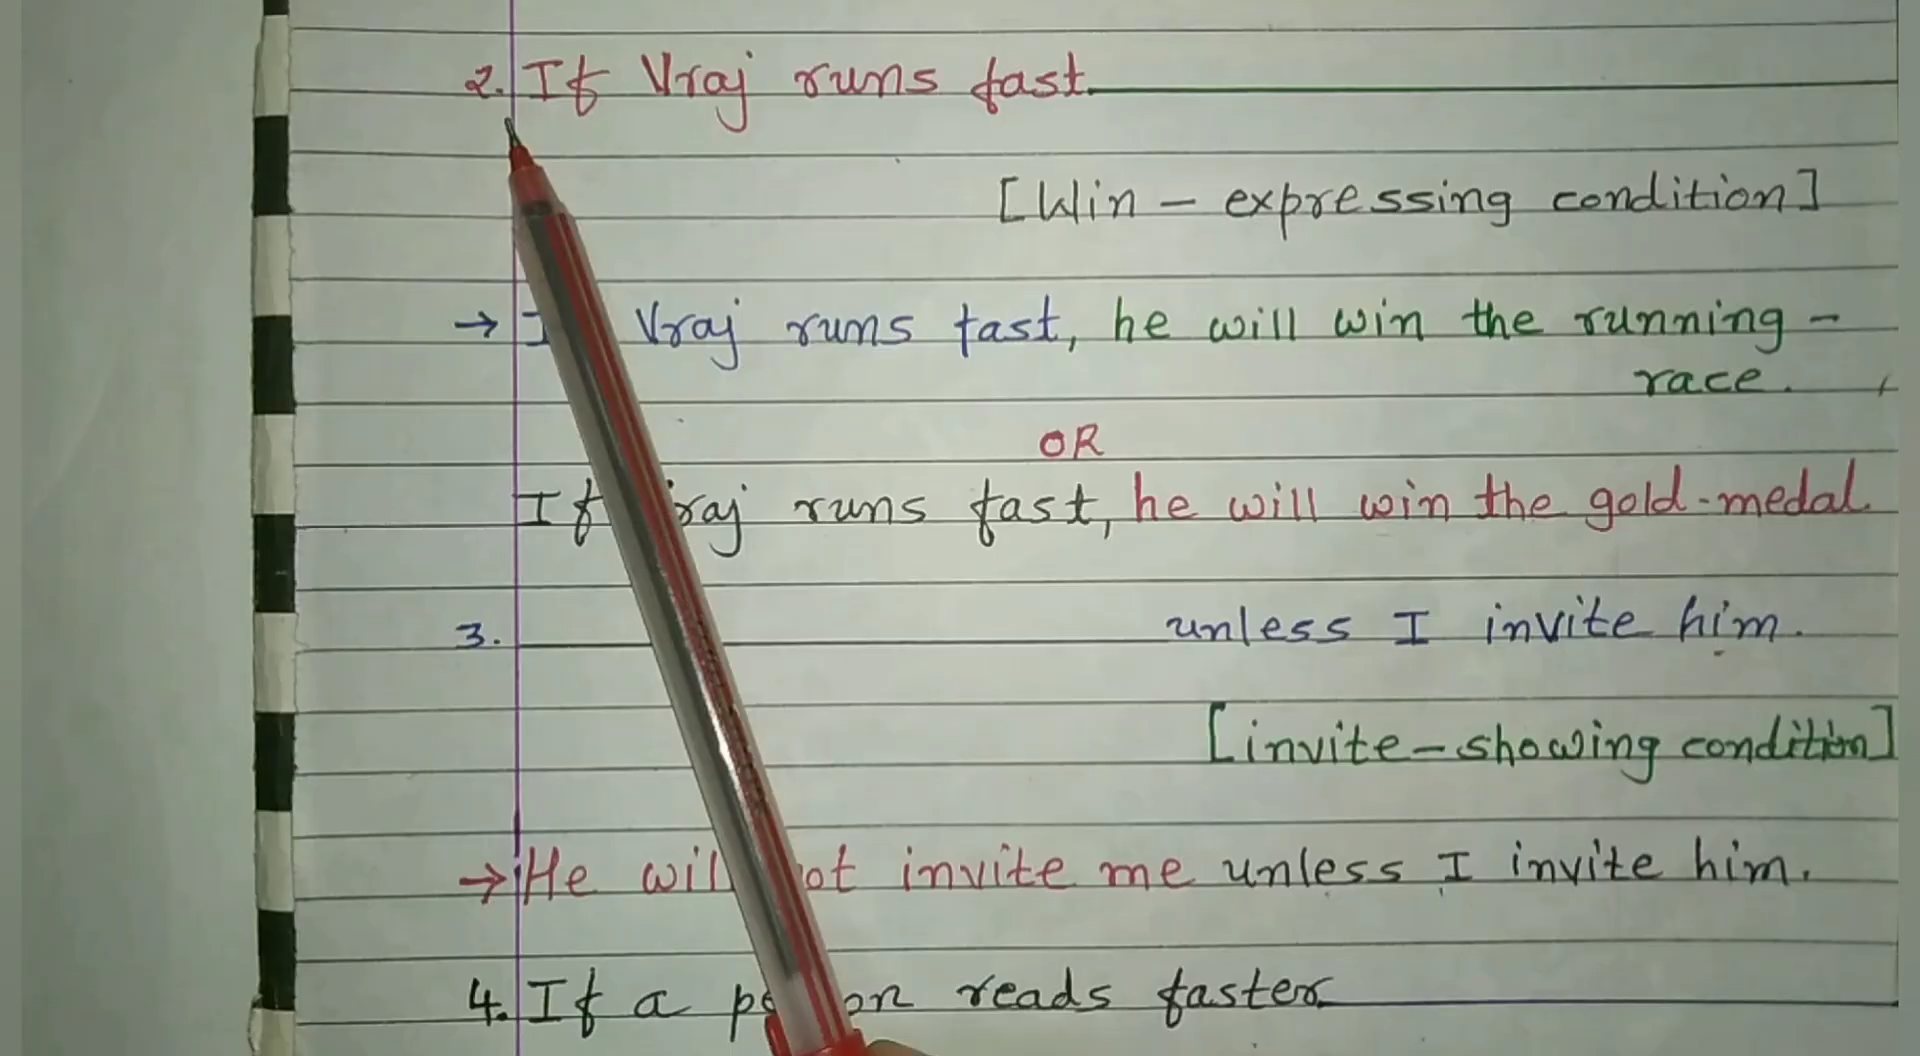 2. If Vraj runs fast.
[Win - expressing condition]
→ I Vraj runs fast, he will win the running -
race.
OR
If raj runs fast, he will win the gold-medal
3. unless I invite him.
[invite-showing condition]
→ He will ot invite me unless I invite him.
4. If a pe on reads faster